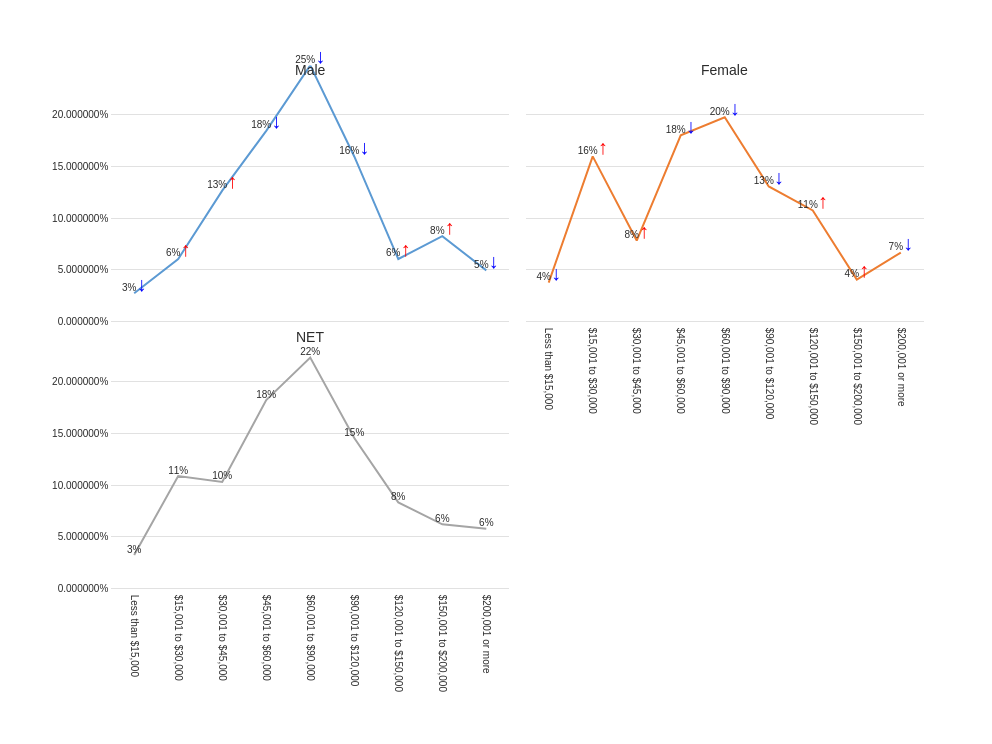 Male
25%↓
20.000000%
18%↓
16%↓
15.000000%
13%↑
10.000000%
8%↑
6%↑
6%↑
5.000000%
5%↓
3%↓
0.000000%
Female
20%↓
18%↓
16%↑
13%↓
11%↑
8%↑
7%↓
4%↓
4%↑
Less than $15,000
$15,001 to $30,000
$30,001 to $45,000
$45,001 to $60,000
$60,001 to $90,000
$90,001 to $120,000
$120,001 to $150,000
$150,001 to $200,000
$200,001 or more
NET
22%
20.000000%
18%
15.000000%
15%
11%
10%
10.000000%
8%
6%
6%
5.000000%
3%
0.000000%
Less than $15,000
$15,001 to $30,000
$30,001 to $45,000
$45,001 to $60,000
$60,001 to $90,000
$90,001 to $120,000
$120,001 to $150,000
$150,001 to $200,000
$200,001 or more